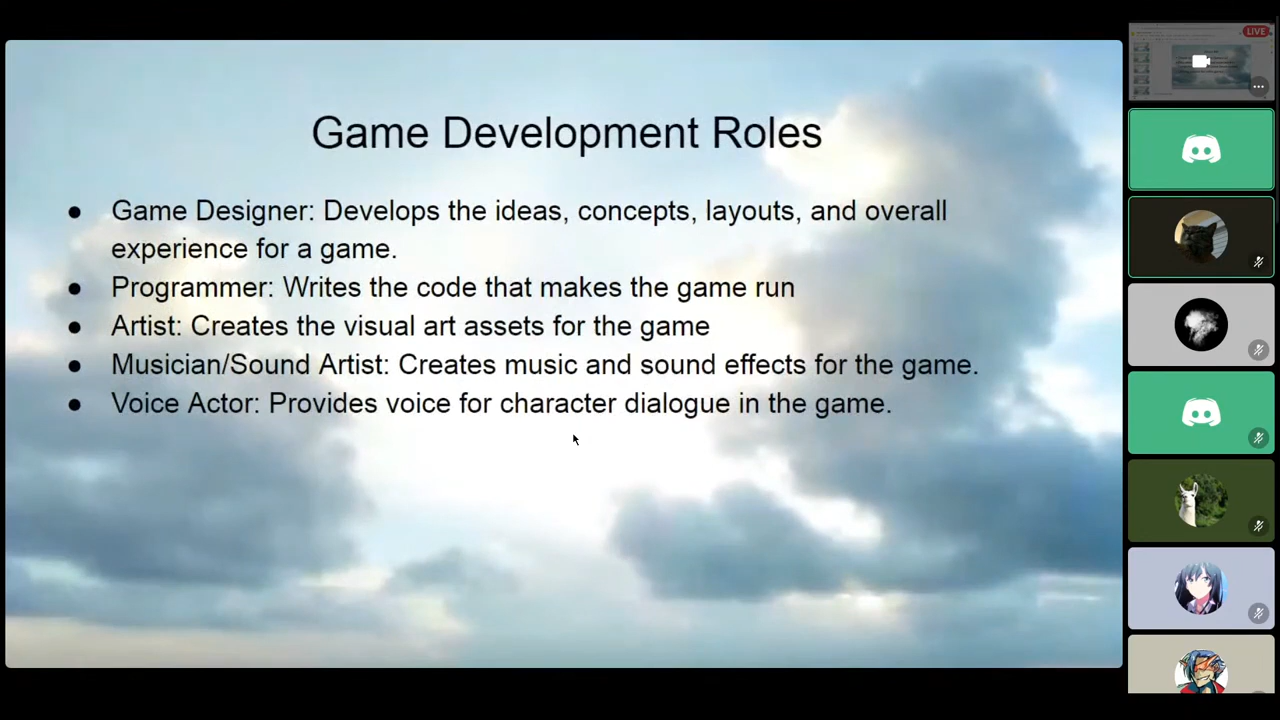 LIVE
Game Development Roles
● Game Designer: Develops the ideas, concepts, layouts, and overall
experience for a game.
● Programmer: Writes the code that makes the game run
● Artist: Creates the visual art assets for the game
● Musician/Sound Artist: Creates music and sound effects for the game.
● Voice Actor: Provides voice for character dialogue in the game.